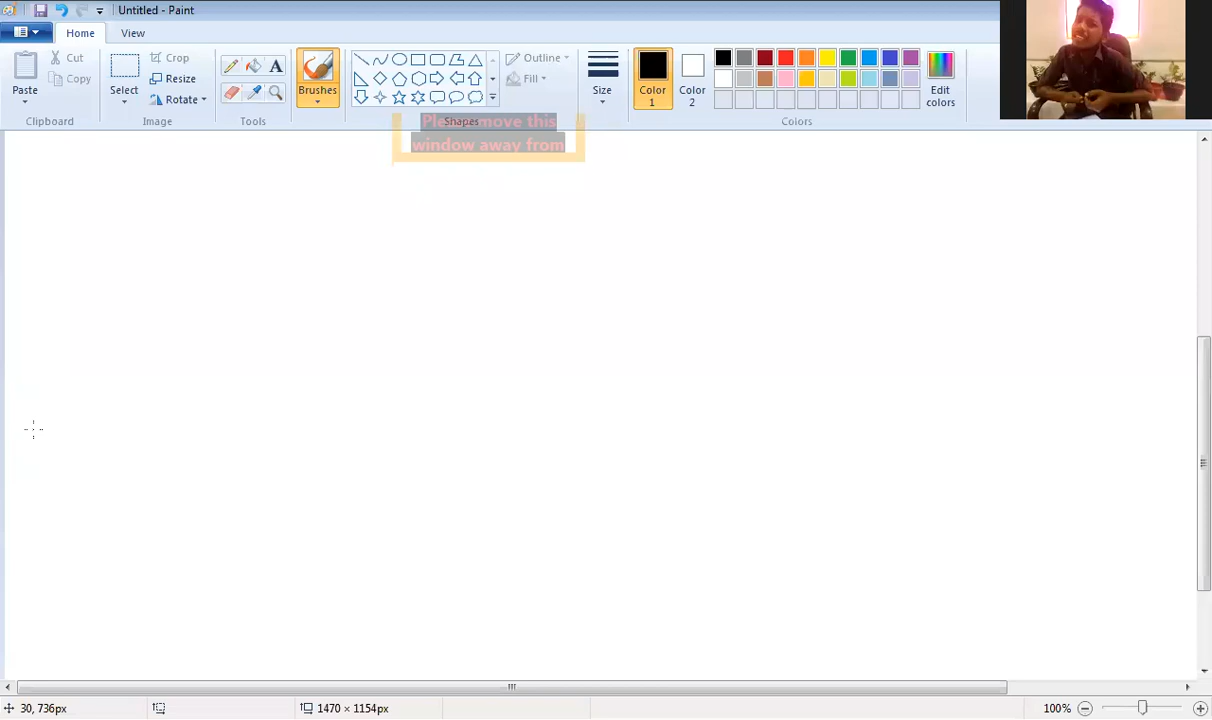 Untitled - Paint
Home View
Paste
Cut
Copy
Clipboard
Select
Crop
Resize
Rotate
Image
A
Tools
Brushes
Outline
Fill
Shapes
Please move this
window away from
Size
Color
1
Color
2
Edit
colors
Colors
30, 736px
1470 × 1154px
100%